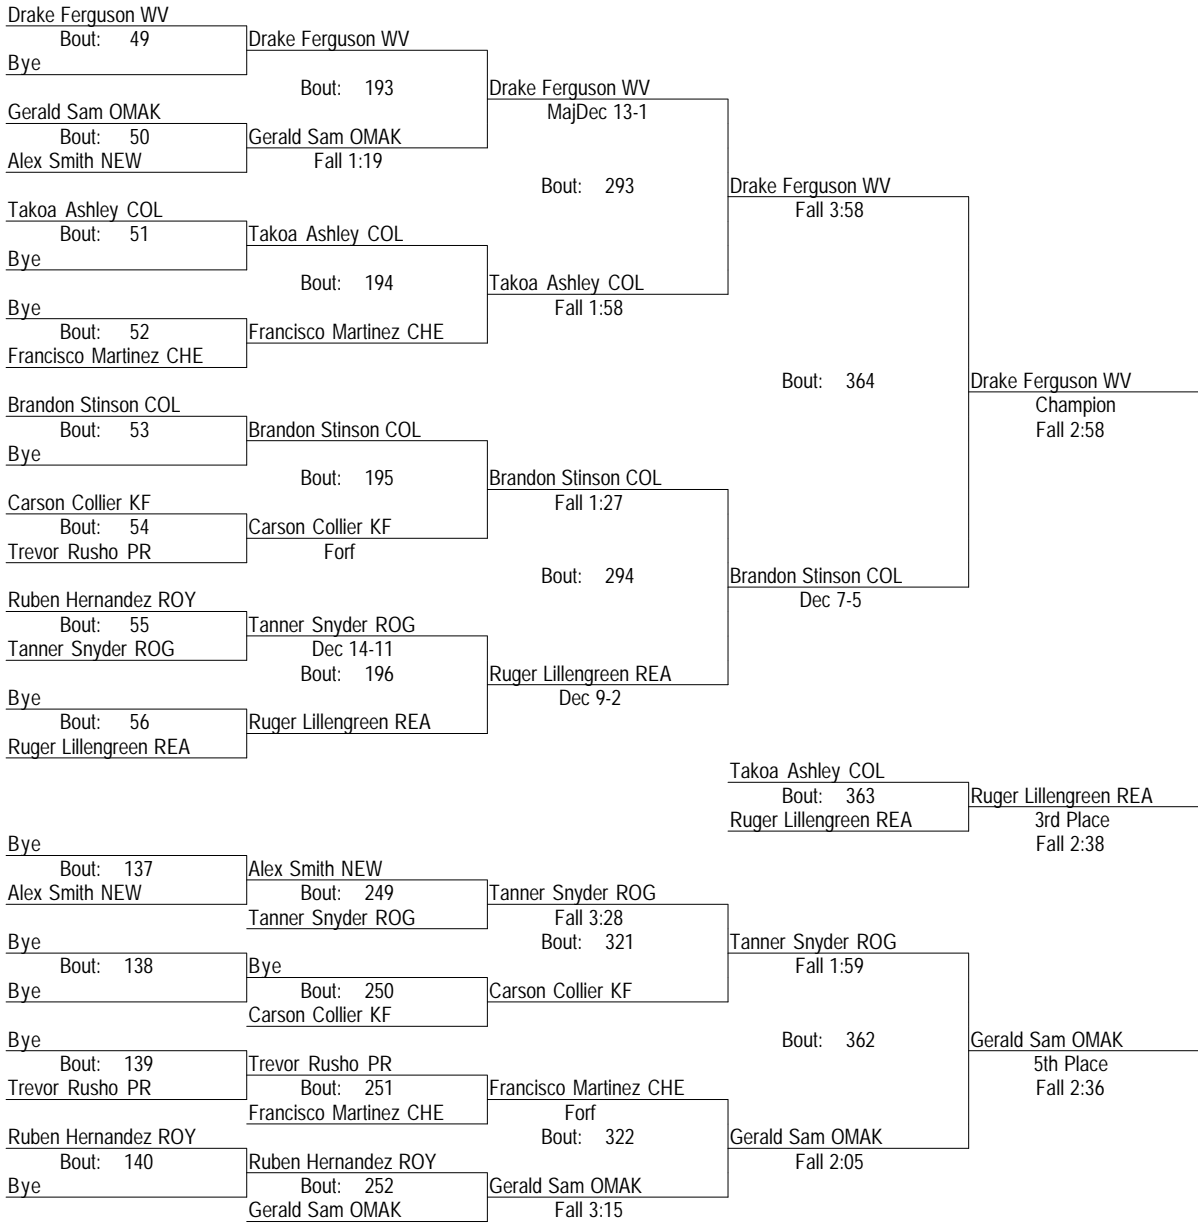 Drake Ferguson WV
Bout: 49
Bye
Drake Ferguson WV
Bout: 193
Gerald Sam OMAK
Bout: 50
Alex Smith NEW
Gerald Sam OMAK
Fall 1:19
Drake Ferguson WV
MajDec 13-1
Bout: 293
Takoa Ashley COL
Bout: 51
Bye
Takoa Ashley COL
Bout: 194
Bye
Bout: 52
Francisco Martinez CHE
Francisco Martinez CHE
Takoa Ashley COL
Fall 1:58
Drake Ferguson WV
Fall 3:58
Bout: 364
Drake Ferguson WV
Champion
Fall 2:58
Brandon Stinson COL
Bout: 53
Bye
Brandon Stinson COL
Bout: 195
Carson Collier KF
Bout: 54
Trevor Rusho PR
Carson Collier KF
Forf
Brandon Stinson COL
Fall 1:27
Bout: 294
Brandon Stinson COL
Dec 7-5
Ruben Hernandez ROY
Bout: 55
Tanner Snyder ROG
Tanner Snyder ROG
Dec 14-11
Bout: 196
Bye
Bout: 56
Ruger Lillengreen REA
Ruger Lillengreen REA
Ruger Lillengreen REA
Dec 9-2
Takoa Ashley COL
Bout: 363
Ruger Lillengreen REA
Ruger Lillengreen REA
3rd Place
Fall 2:38
Bye
Bout: 137
Alex Smith NEW
Alex Smith NEW
Bout: 249
Tanner Snyder ROG
Tanner Snyder ROG
Fall 3:28
Bout: 321
Bye
Bout: 138
Bye
Bye
Bout: 250
Carson Collier KF
Carson Collier KF
Tanner Snyder ROG
Fall 1:59
Bout: 362
Gerald Sam OMAK
5th Place
Fall 2:36
Bye
Bout: 139
Trevor Rusho PR
Trevor Rusho PR
Bout: 251
Francisco Martinez CHE
Francisco Martinez CHE
Forf
Bout: 322
Gerald Sam OMAK
Fall 2:05
Ruben Hernandez ROY
Bout: 140
Bye
Ruben Hernandez ROY
Bout: 252
Gerald Sam OMAK
Gerald Sam OMAK
Fall 3:15